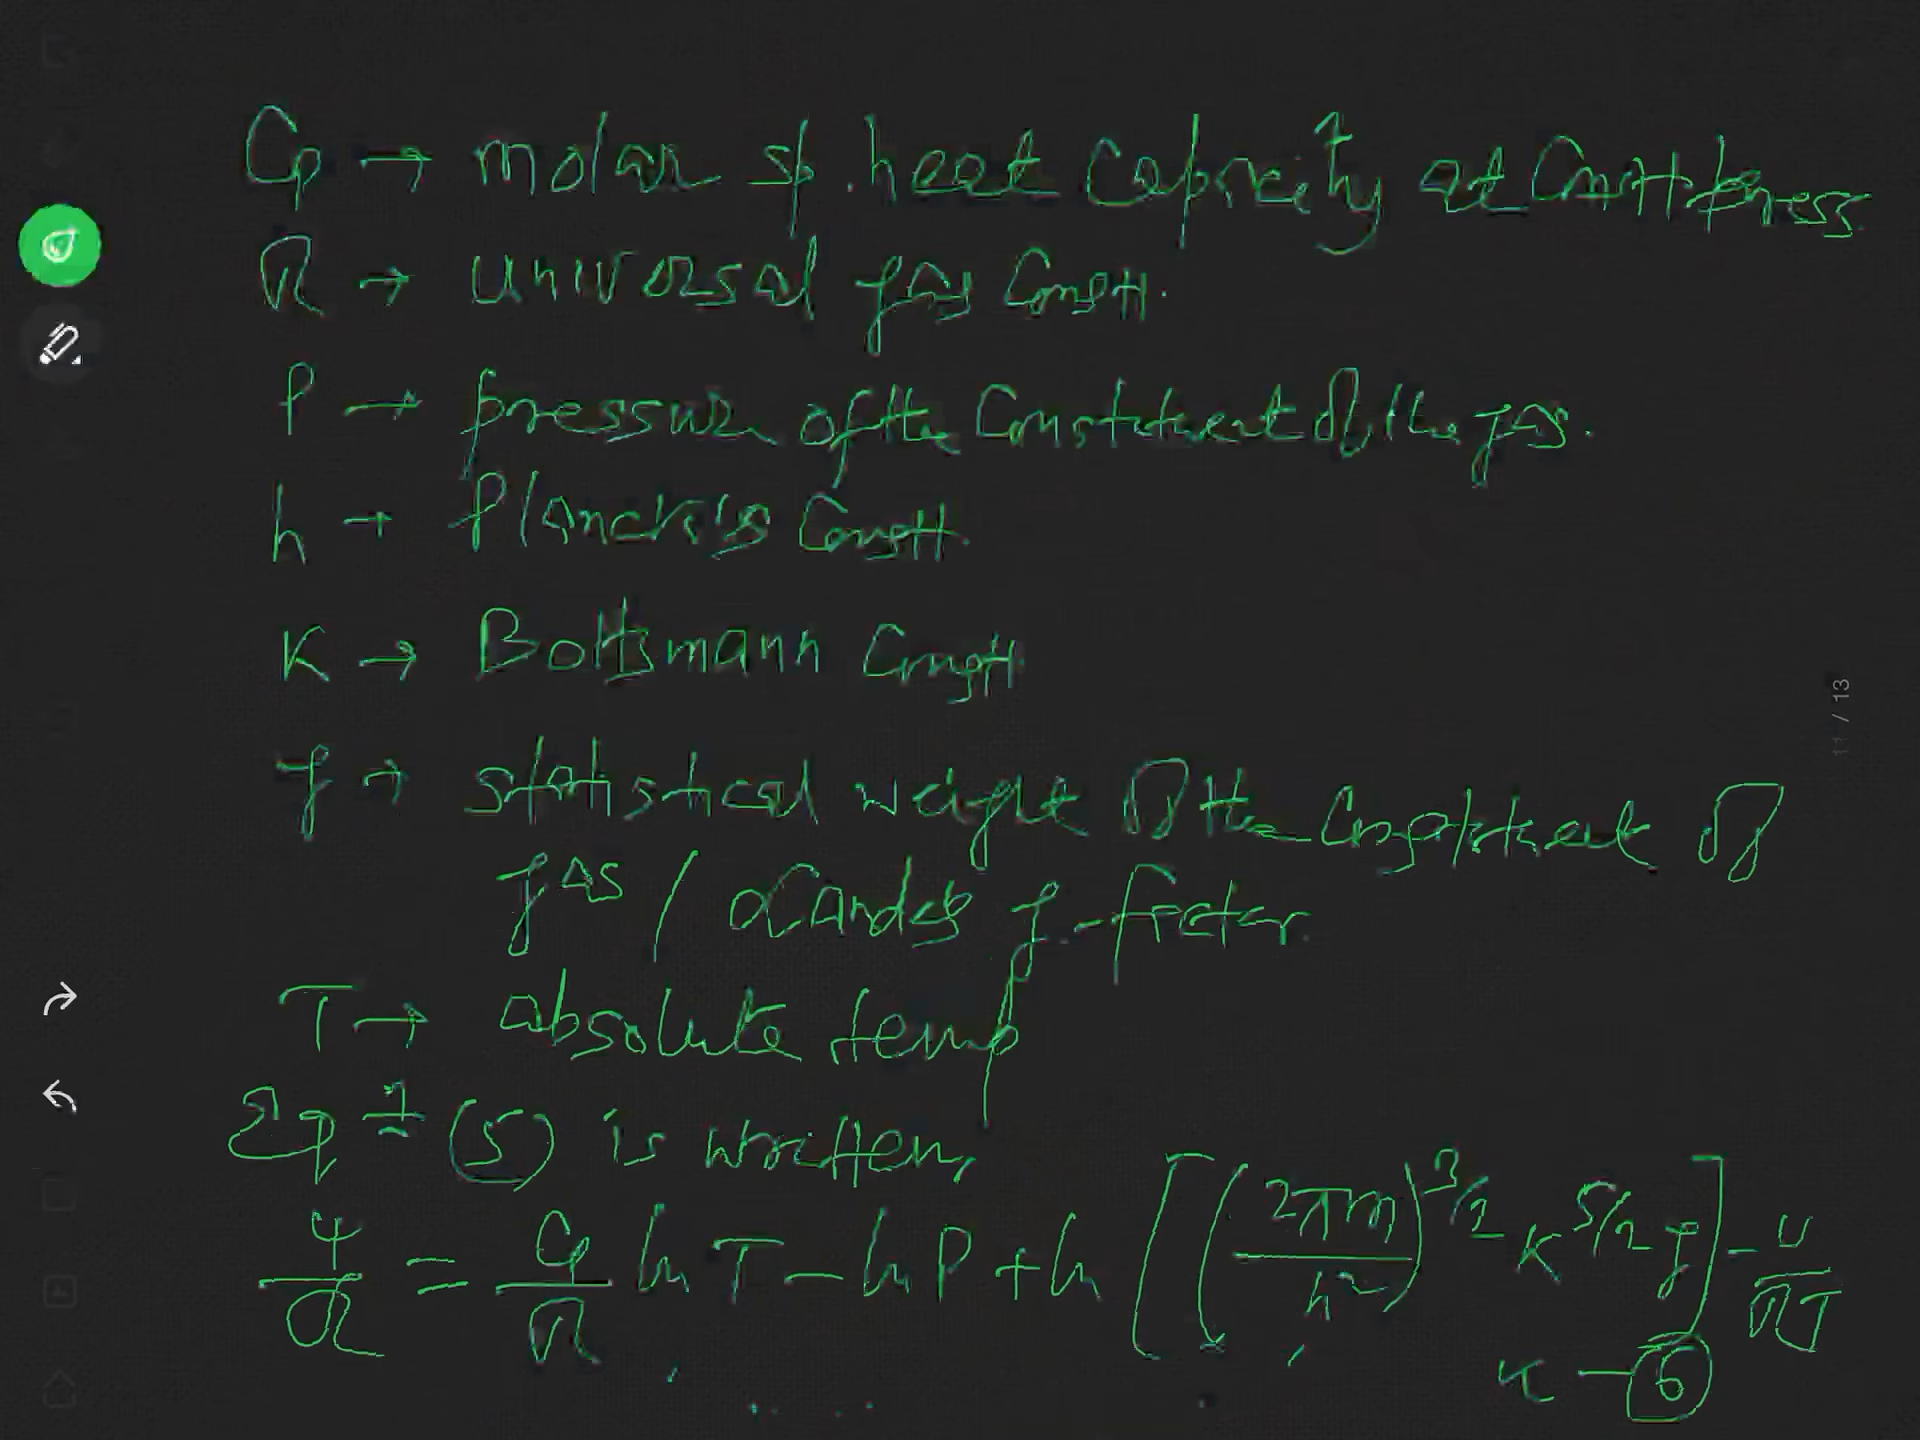 Cp → molar sp. heat capacity at constt press.
R → universal gas constt.
P → pressure of the constituent of the gas.
h → Planck's constt.
K → Boltzmann constt.
g → statistical weight of the constituent of
gas / Lande's g-factor.
T → absolute temp
Eqn (5) is written,
ψ/R = Cp/R ln T - ln P + ln [(2πm/h²)^3/2 K^5/2 g] - U/RT
- (6)
11 / 13